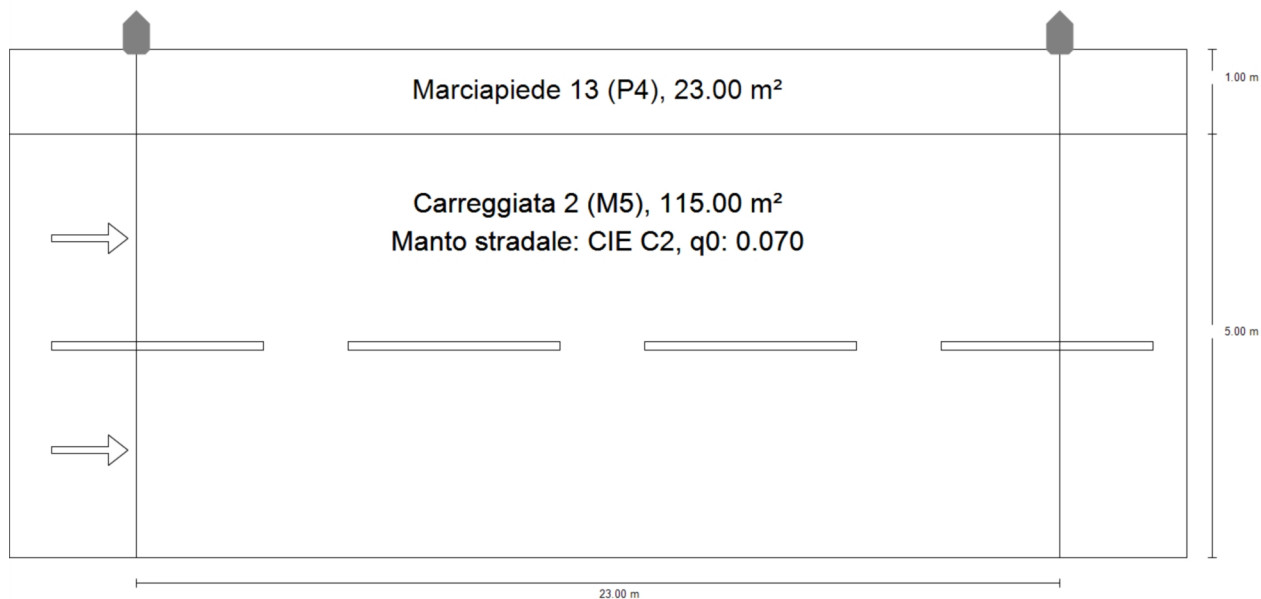 Marciapiede 13 (P4), 23.00 m²
1.00 m
Carreggiata 2 (M5), 115.00 m²
Manto stradale: CIE C2, q0: 0.070
5.00 m
23.00 m